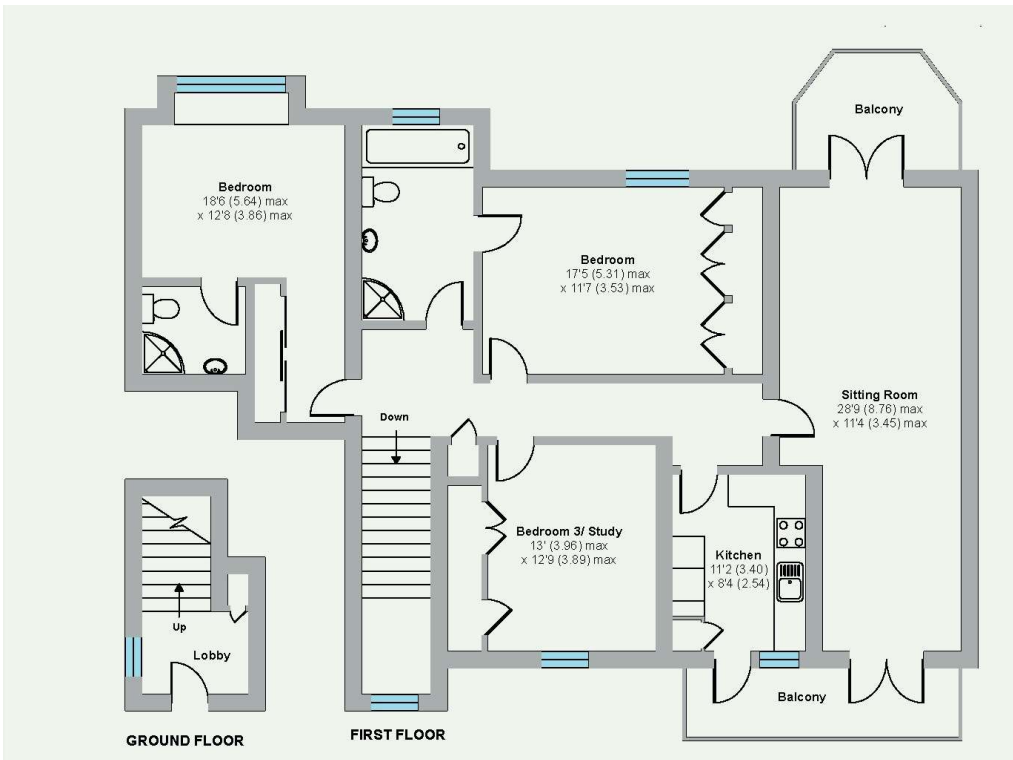 Balcony
Bedroom
18'6 (5.64) max
x 12'8 (3.86) max
Bedroom
17'5 (5.31) max
x 11'7 (3.53) max
Sitting Room
28'9 (8.76) max
x 11'4 (3.45) max
Down
Bedroom 3/ Study
13' (3.96) max
x 12'9 (3.89) max
Kitchen
11'2 (3.40)
x 8'4 (2.54)
Up
Lobby
Balcony
GROUND FLOOR
FIRST FLOOR